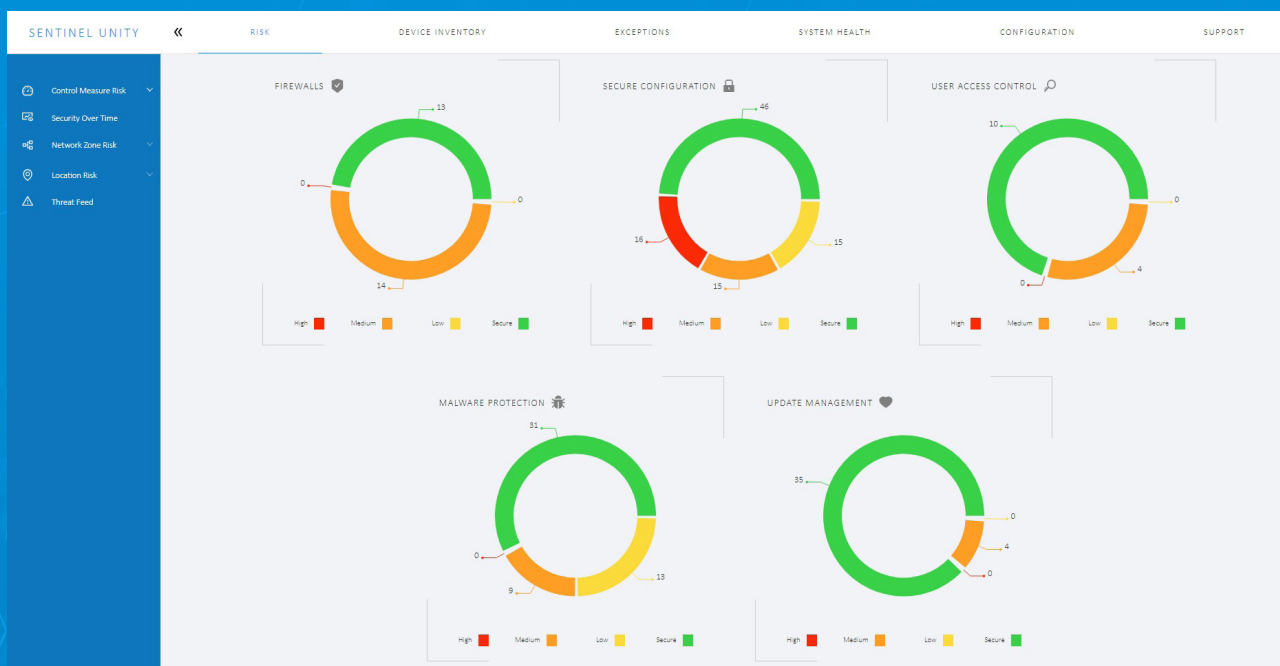 SENTINEL UNITY
RISK
DEVICE INVENTORY
EXCEPTIONS
SYSTEM HEALTH
CONFIGURATION
SUPPORT
Control Measure Risk
Security Over Time
Network Zone Risk
Location Risk
Threat Feed
FIREWALLS
13
0
0
14
High Medium Low Secure
SECURE CONFIGURATION
46
16
15
15
High Medium Low Secure
USER ACCESS CONTROL
10
0
4
0
High Medium Low Secure
MALWARE PROTECTION
31
0
13
9
High Medium Low Secure
UPDATE MANAGEMENT
35
0
4
0
High Medium Low Secure